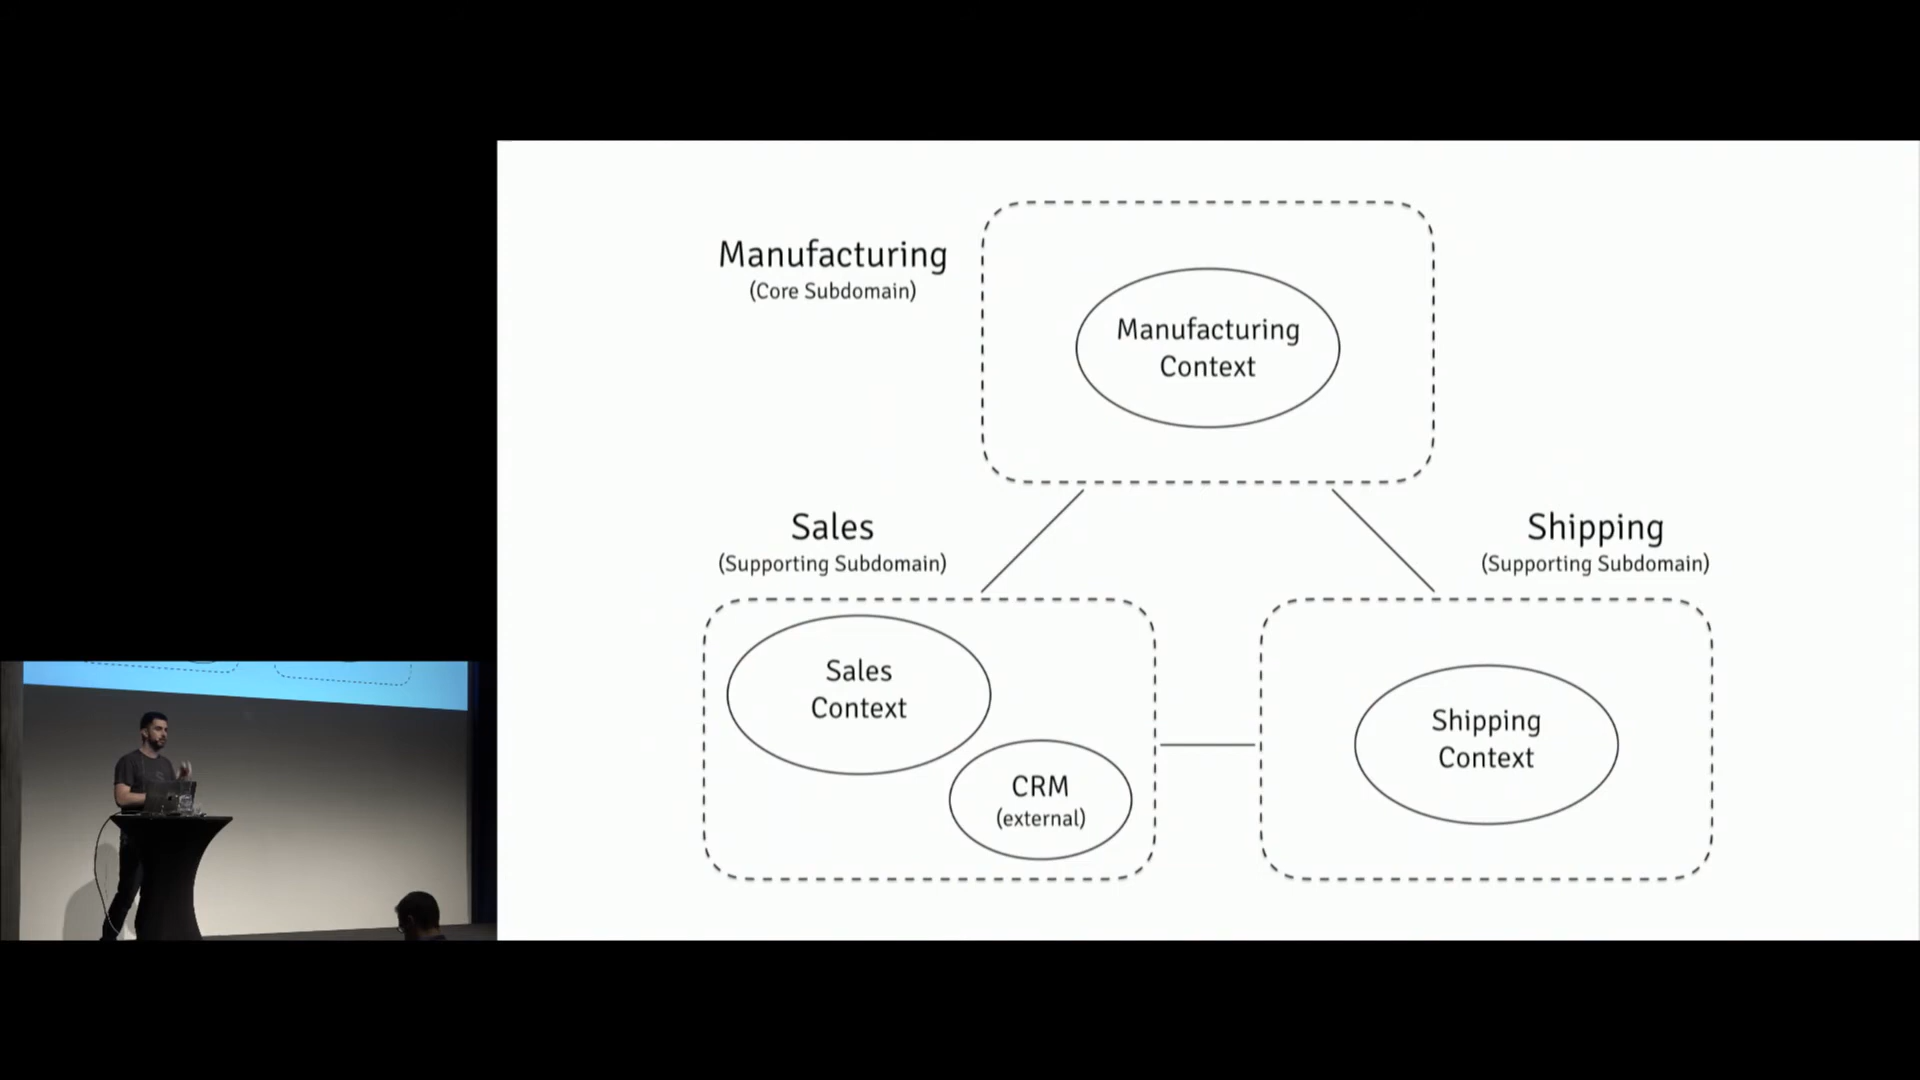 Manufacturing
(Core Subdomain)
Manufacturing
Context
Sales
(Supporting Subdomain)
Shipping
(Supporting Subdomain)
Sales
Context
CRM
(external)
Shipping
Context